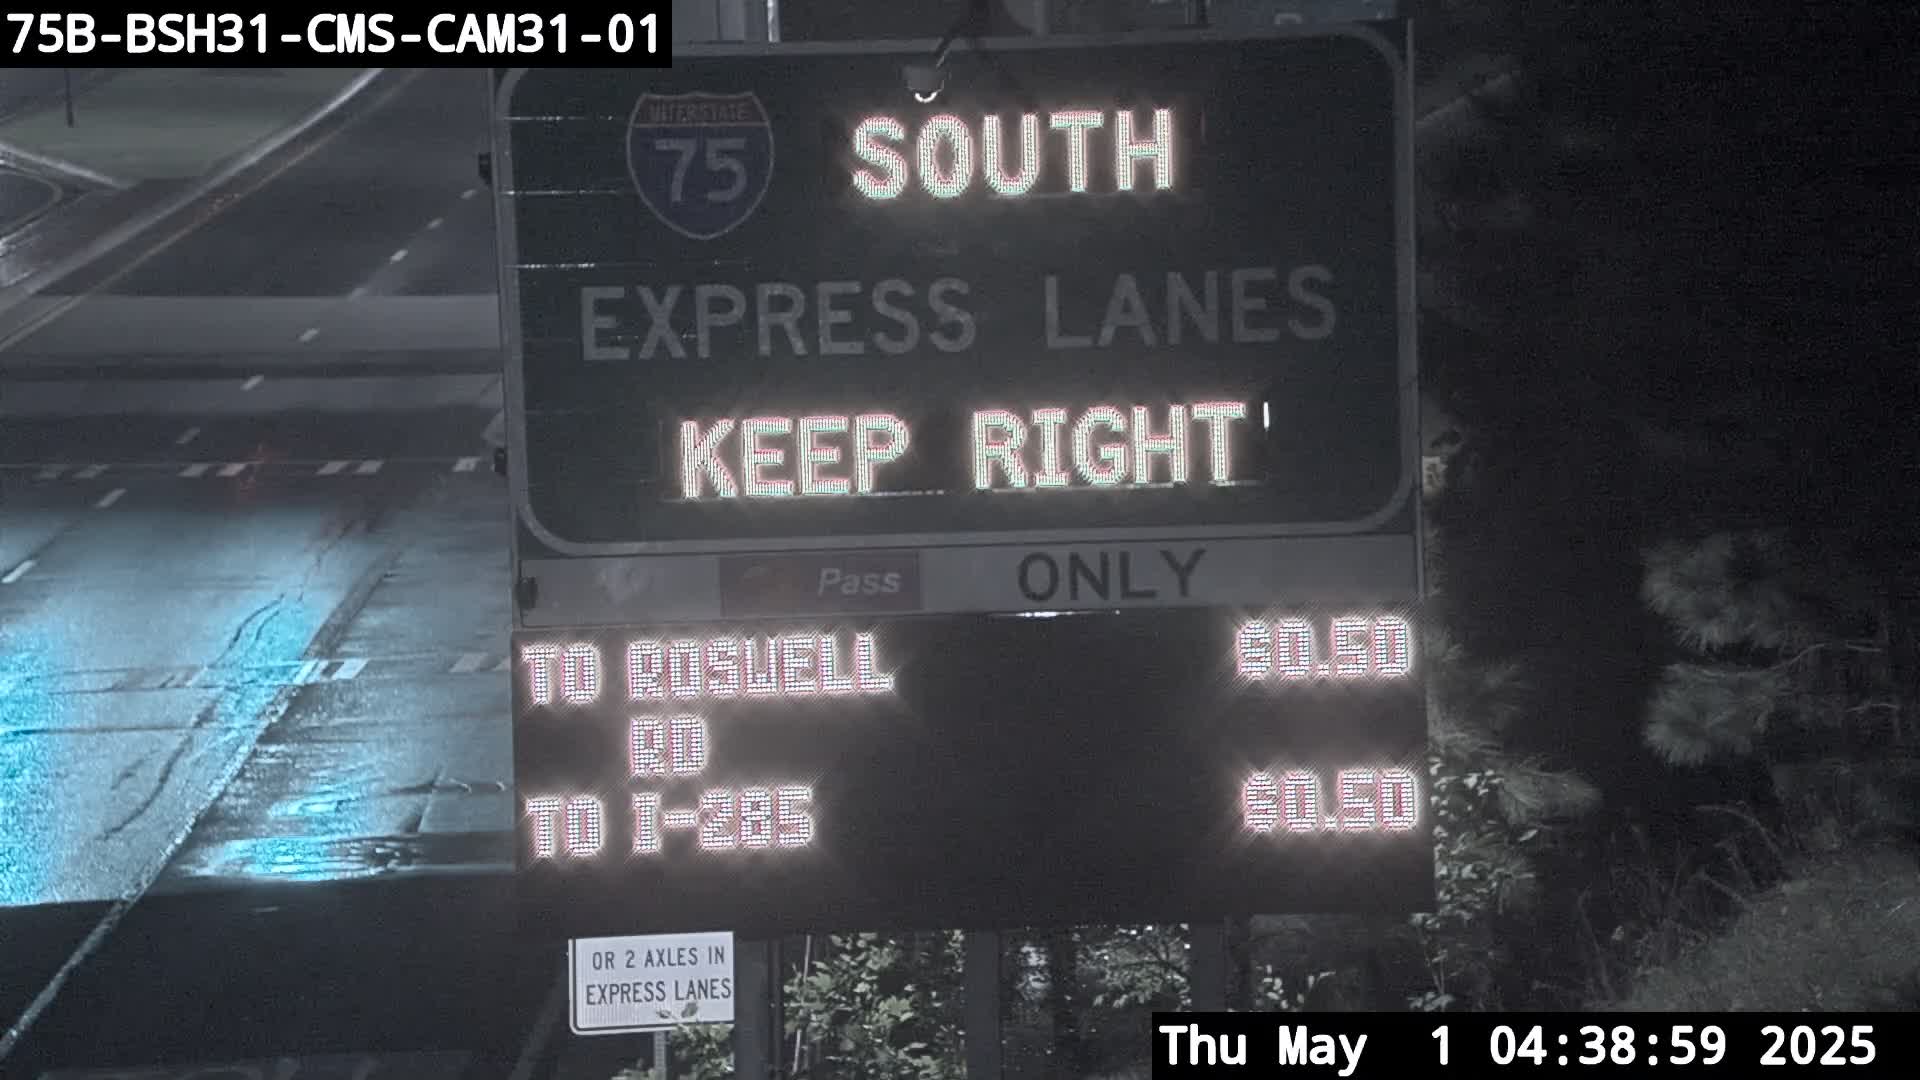 75B-BSH31-CMS-CAM31-01
INTERSTATE
75
SOUTH
EXPRESS LANES
KEEP RIGHT
Pass ONLY
TO ROSWELL $0.50
RD
TO I-285 $0.50
OR 2 AXLES IN
EXPRESS LANES
Thu May 1 04:38:59 2025